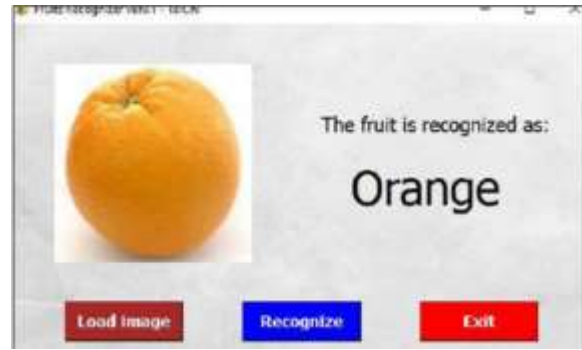 The fruit is recognized as:
Orange
Load Image
Recognize
Exit